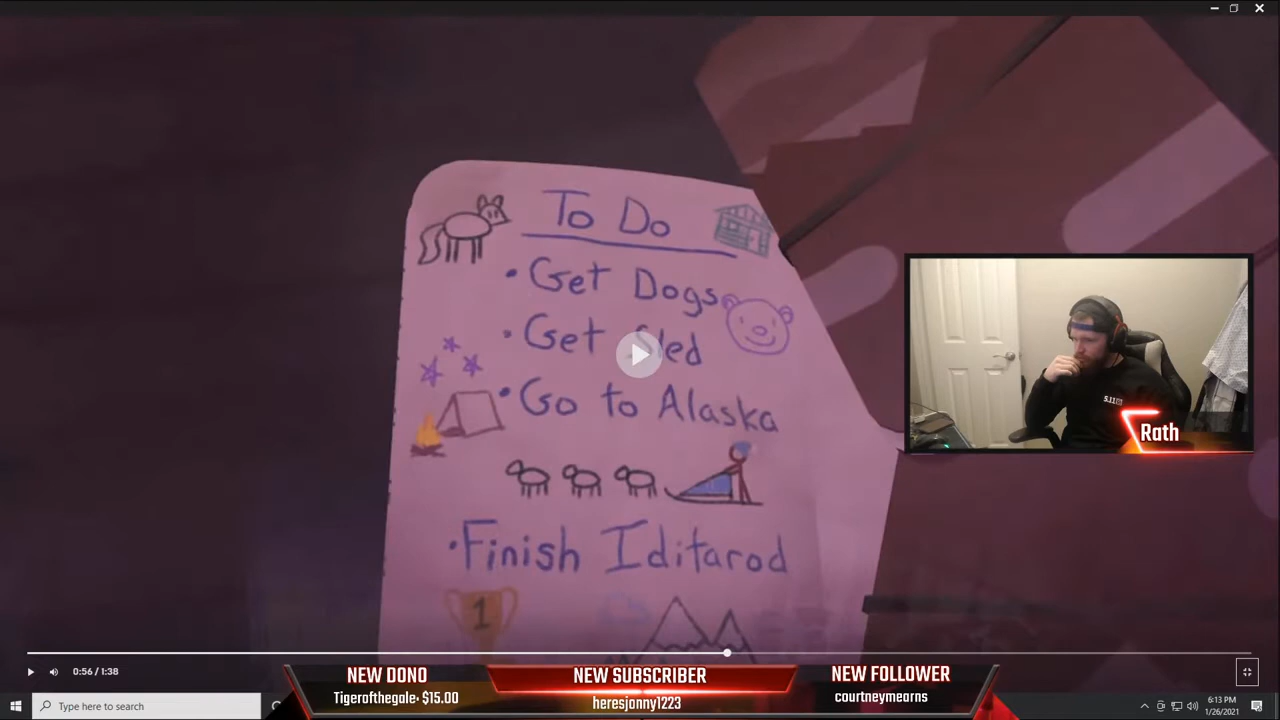 To Do
• Get Dogs
• Get Sled
• Go to Alaska
• Finish Iditarod
1
5.11
Rath
0:56 / 1:38
NEW DONO
NEW SUBSCRIBER
NEW FOLLOWER
Tigerofthegale• $15.00
heresjonny1223
courtneymearns
Type here to search
6:13 PM
1/26/2021